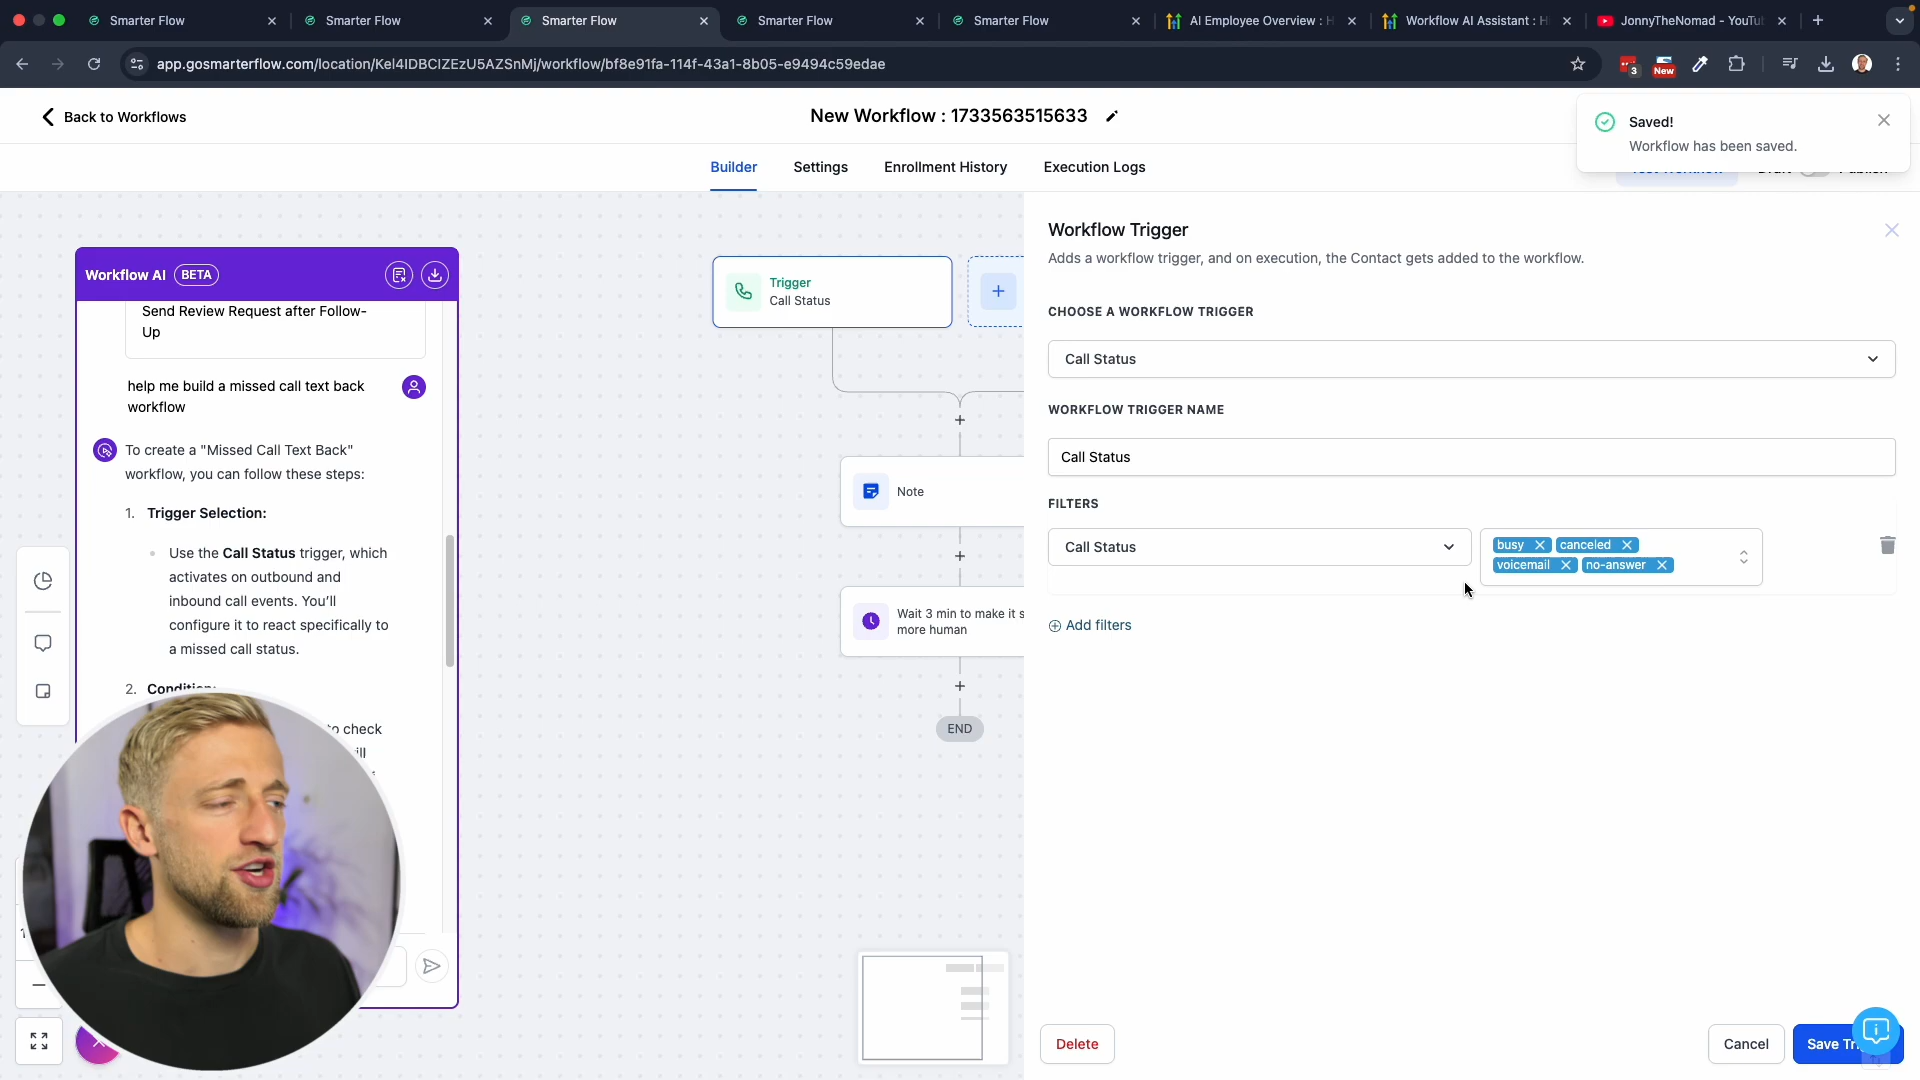 Smarter Flow
Smarter Flow
Smarter Flow
Smarter Flow
Smarter Flow
AI Employee Overview : H
Workflow AI Assistant : H
JonnyTheNomad - YouTu
app.gosmarterflow.com/location/Kel4IDBCIZEzU5AZSnMj/workflow/bf8e91fa-114f-43a1-8b05-e9494c59edae
3
New
Back to Workflows
New Workflow : 1733563515633
Saved!
Workflow has been saved.
Builder
Settings
Enrollment History
Execution Logs
Test Workflow
Draft
Publish
Workflow AI
BETA
Send Review Request after Follow-
Up
help me build a missed call text back
workflow
To create a "Missed Call Text Back"
workflow, you can follow these steps:
1. Trigger Selection:
Use the Call Status trigger, which
activates on outbound and
inbound call events. You'll
configure it to react specifically to
a missed call status.
2. Condition:
to check
Trigger
Call Status
Note
Wait 3 min to make it s
more human
END
Workflow Trigger
Adds a workflow trigger, and on execution, the Contact gets added to the workflow.
CHOOSE A WORKFLOW TRIGGER
Call Status
WORKFLOW TRIGGER NAME
Call Status
FILTERS
Call Status
busy
canceled
voicemail
no-answer
Add filters
Delete
Cancel
Save Tr